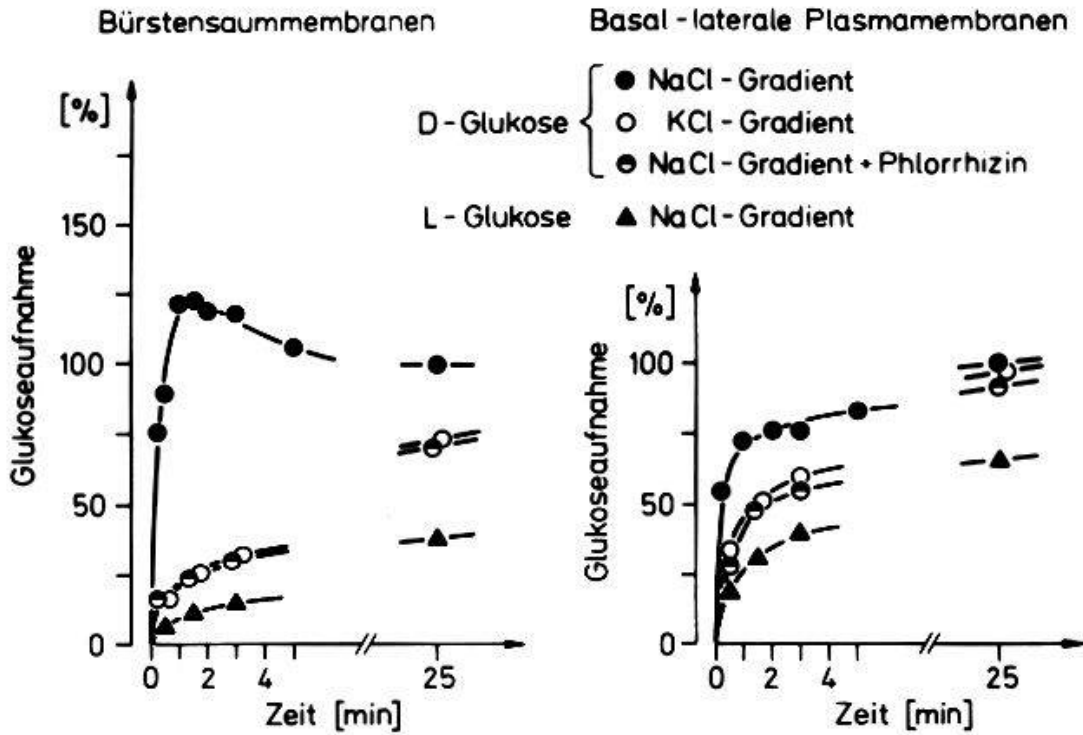 Bürstensaummembranen
Basal-laterale Plasmamembranen
D-Glukose
NaCl-Gradient
KCl-Gradient
NaCl-Gradient + Phlorrhizin
L-Glukose
NaCl-Gradient
[%]
150
100
50
0
Glukoseaufnahme
0 2 4 25
Zeit [min]
[%]
100
50
0
Glukoseaufnahme
0 2 4 25
Zeit [min]